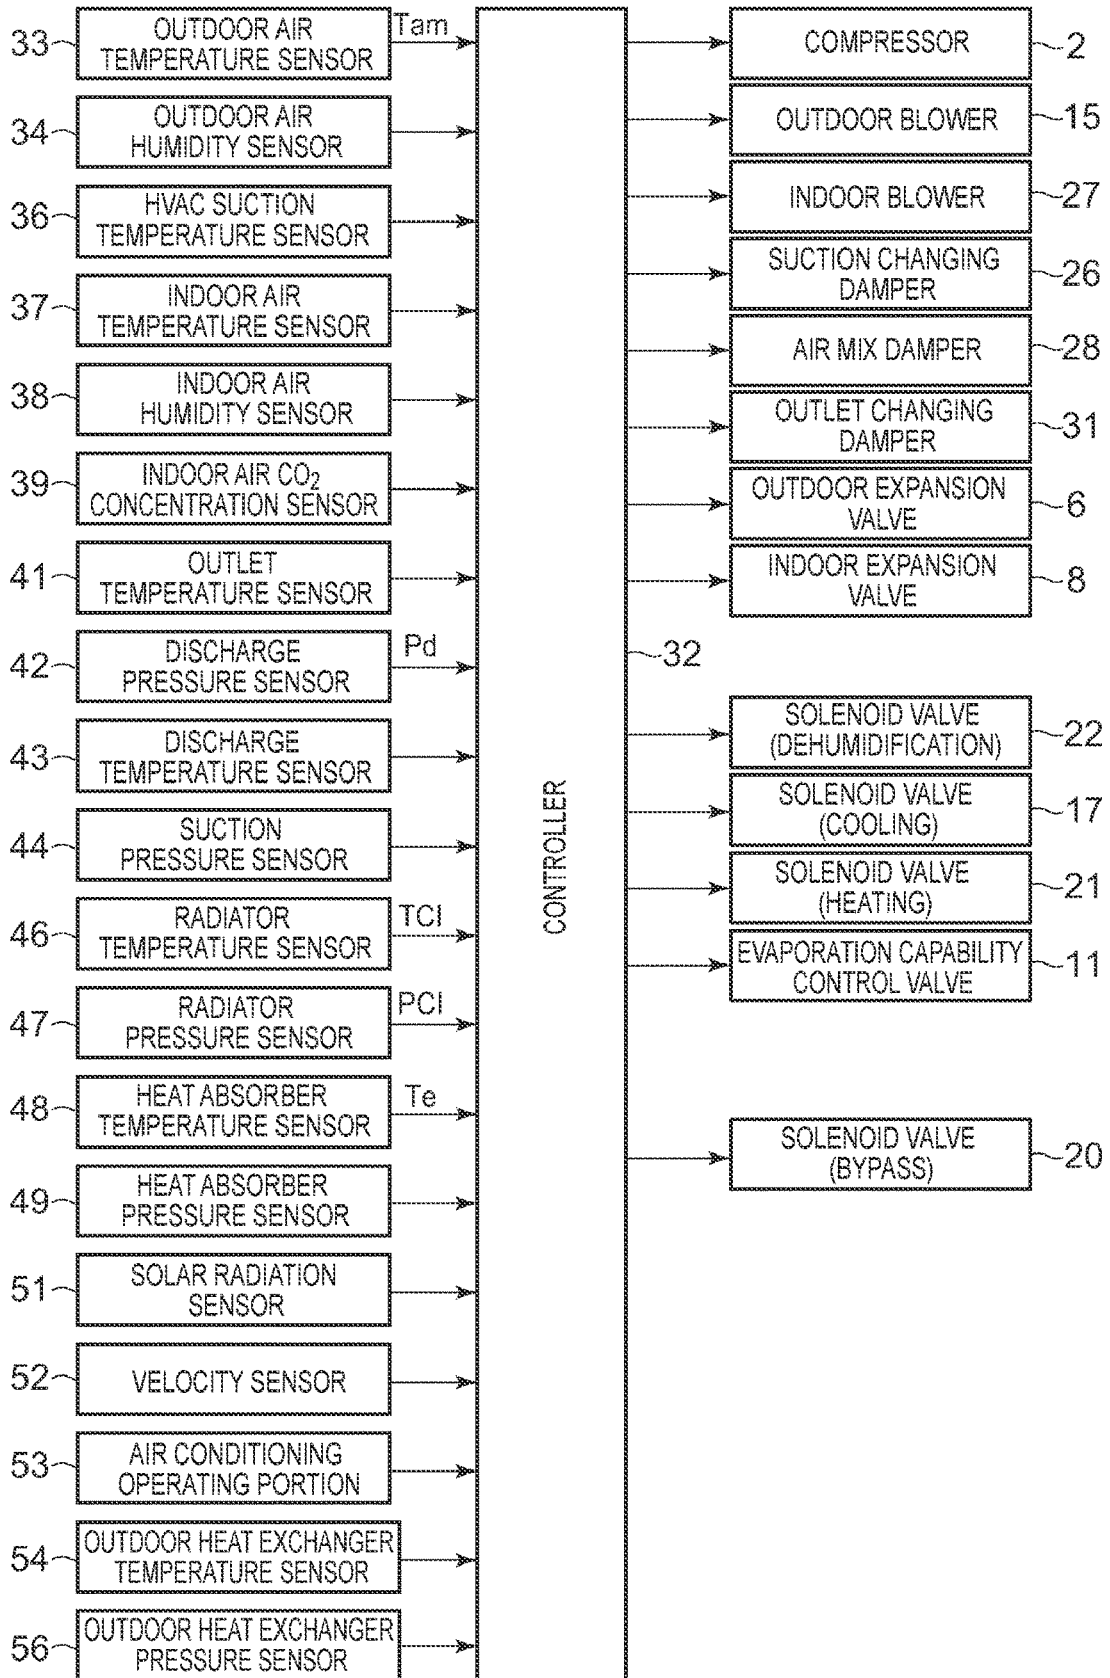 33
OUTDOOR AIR
TEMPERATURE SENSOR
Tam
34
OUTDOOR AIR
HUMIDITY SENSOR
36
HVAC SUCTION
TEMPERATURE SENSOR
37
INDOOR AIR
TEMPERATURE SENSOR
38
INDOOR AIR
HUMIDITY SENSOR
39
INDOOR AIR CO2
CONCENTRATION SENSOR
41
OUTLET
TEMPERATURE SENSOR
42
DISCHARGE
PRESSURE SENSOR
Pd
43
DISCHARGE
TEMPERATURE SENSOR
44
SUCTION
PRESSURE SENSOR
46
RADIATOR
TEMPERATURE SENSOR
TCI
47
RADIATOR
PRESSURE SENSOR
PCI
48
HEAT ABSORBER
TEMPERATURE SENSOR
Te
49
HEAT ABSORBER
PRESSURE SENSOR
51
SOLAR RADIATION
SENSOR
52
VELOCITY SENSOR
53
AIR CONDITIONING
OPERATING PORTION
54
OUTDOOR HEAT EXCHANGER
TEMPERATURE SENSOR
56
OUTDOOR HEAT EXCHANGER
PRESSURE SENSOR
CONTROLLER
32
COMPRESSOR
2
OUTDOOR BLOWER
15
INDOOR BLOWER
27
SUCTION CHANGING
DAMPER
26
AIR MIX DAMPER
28
OUTLET CHANGING
DAMPER
31
OUTDOOR EXPANSION
VALVE
6
INDOOR EXPANSION
VALVE
8
SOLENOID VALVE
(DEHUMIDIFICATION)
22
SOLENOID VALVE
(COOLING)
17
SOLENOID VALVE
(HEATING)
21
EVAPORATION CAPABILITY
CONTROL VALVE
11
SOLENOID VALVE
(BYPASS)
20